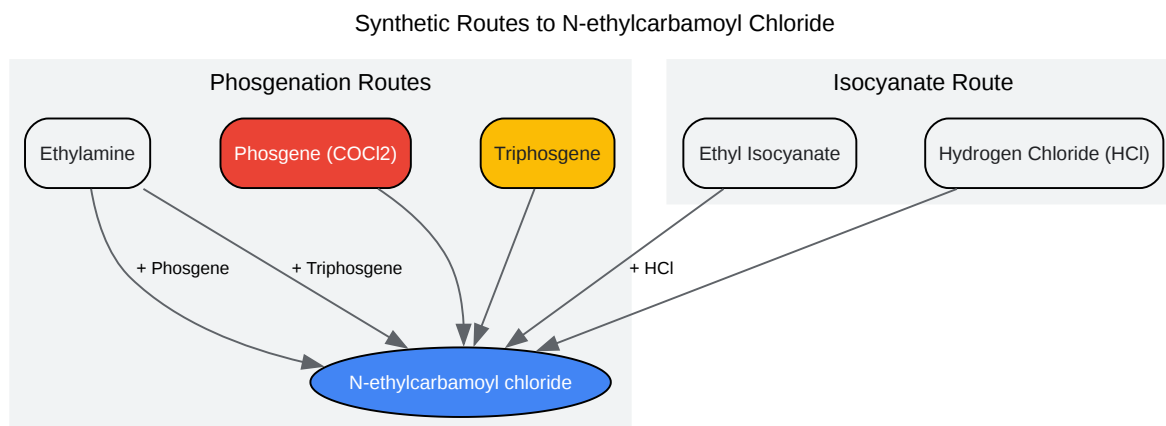 Synthetic Routes to N-ethylcarbamoyl Chloride
Phosgenation Routes
Isocyanate Route
Ethylamine
Phosgene (COCl2)
Triphosgene
Ethyl Isocyanate
Hydrogen Chloride (HCl)
+ Phosgene
+ Triphosgene
+ HCl
N-ethylcarbamoyl chloride